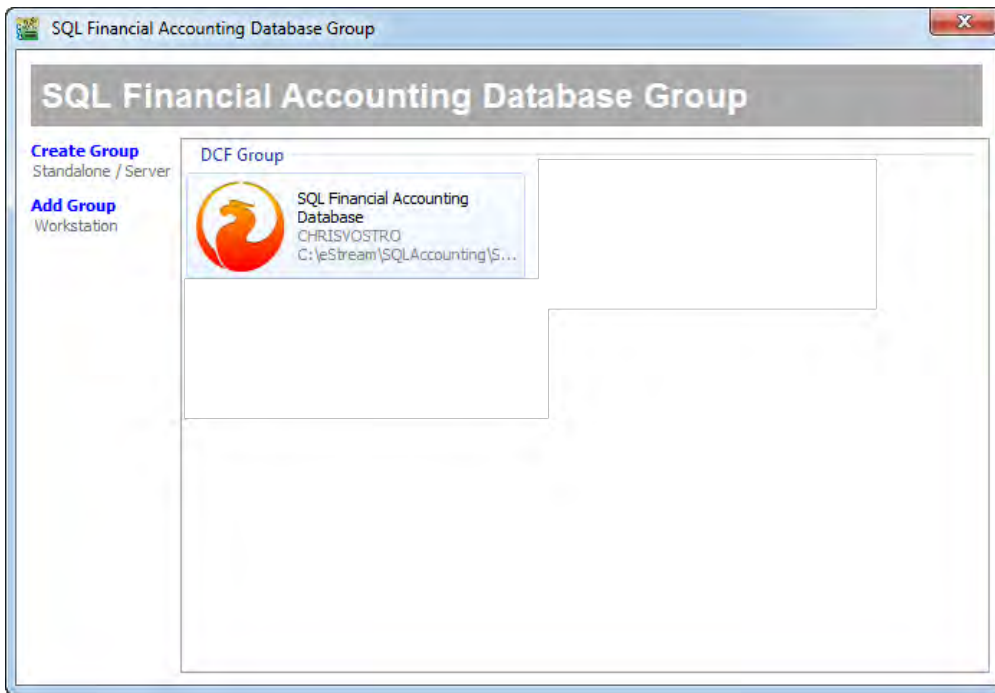 SQL Financial Accounting Database Group
SQL Financial Accounting Database Group
Create Group
Standalone / Server
Add Group
Workstation
DCF Group
SQL Financial Accounting
Database
CHRISVOSTRO
C:\eStream\SQLAccounting\S...